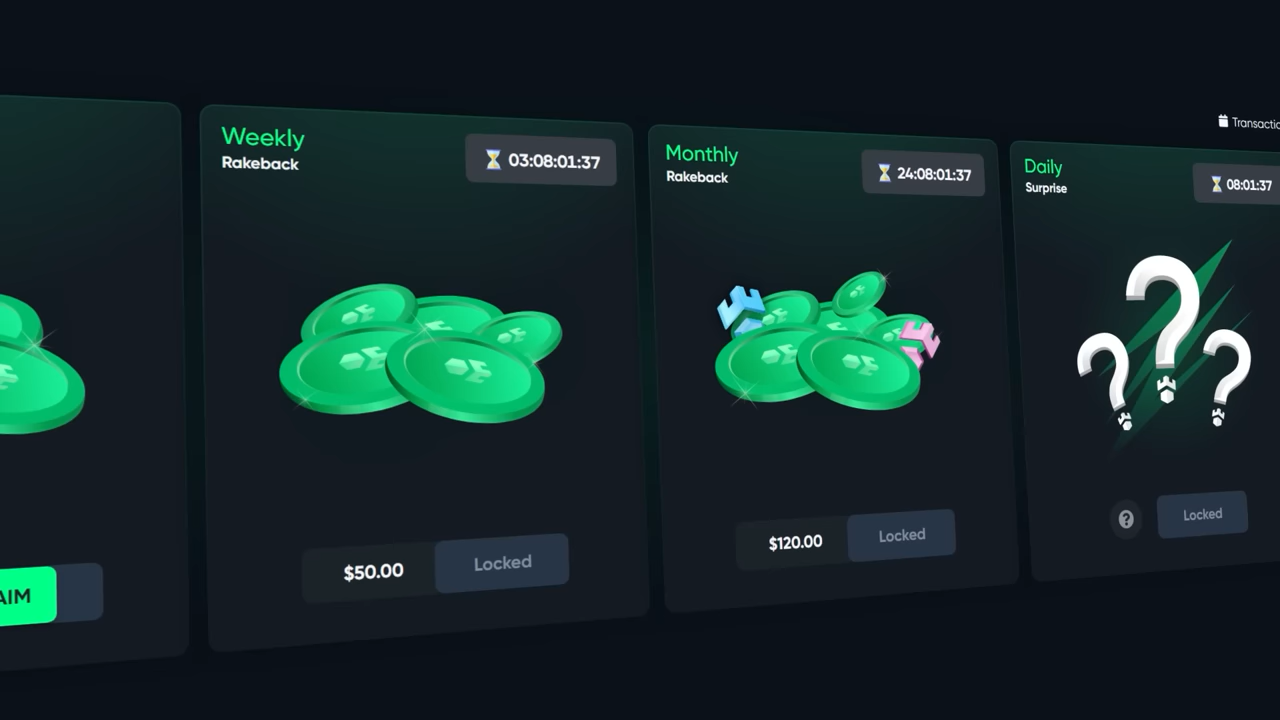 Transactio
Weekly
Rakeback
03:08:01:37
Monthly
Rakeback
24:08:01:37
Daily
Surprise
08:01:37
AIM
$50.00
Locked
$120.00
Locked
?
Locked